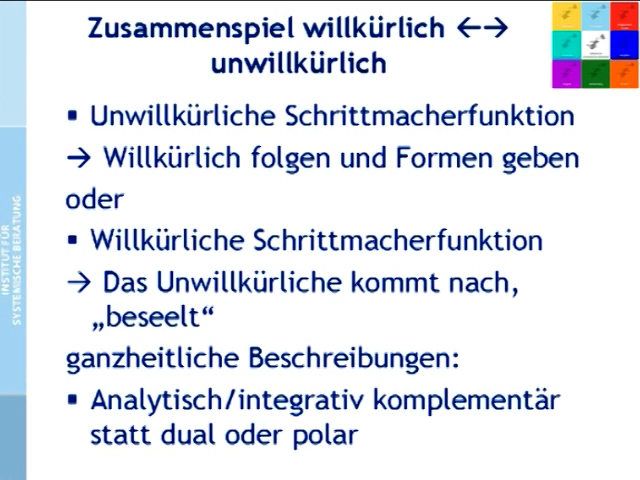 Zusammenspiel willkürlich ←→
unwillkürlich
▪ Unwillkürliche Schrittmacherfunktion
→ Willkürlich folgen und Formen geben
oder
▪ Willkürliche Schrittmacherfunktion
→ Das Unwillkürliche kommt nach,
„beseelt“
ganzheitliche Beschreibungen:
▪ Analytisch/integrativ komplementär
statt dual oder polar
INSTITUT FÜR
SYSTEMISCHE BERATUNG